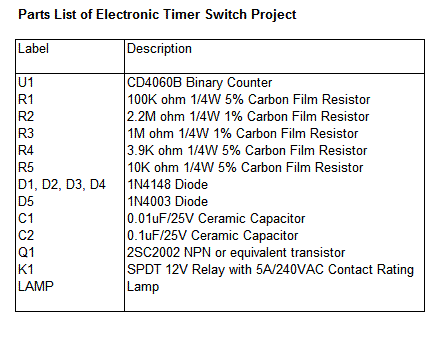 Parts List of Electronic Timer Switch Project
Label Description
U1 CD4060B Binary Counter
R1 100K ohm 1/4W 5% Carbon Film Resistor
R2 2.2M ohm 1/4W 1% Carbon Film Resistor
R3 1M ohm 1/4W 1% Carbon Film Resistor
R4 3.9K ohm 1/4W 5% Carbon Film Resistor
R5 10K ohm 1/4W 5% Carbon Film Resistor
D1, D2, D3, D4 1N4148 Diode
D5 1N4003 Diode
C1 0.01uF/25V Ceramic Capacitor
C2 0.1uF/25V Ceramic Capacitor
Q1 2SC2002 NPN or equivalent transistor
K1 SPDT 12V Relay with 5A/240VAC Contact Rating
LAMP Lamp